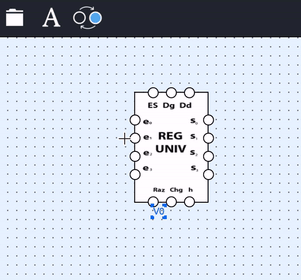 A
ES Dg Dd
e₀ S₀
e₁ REG S₁
e₂ UNIV S₂
e₃ S₃
Raz Chg h
V0